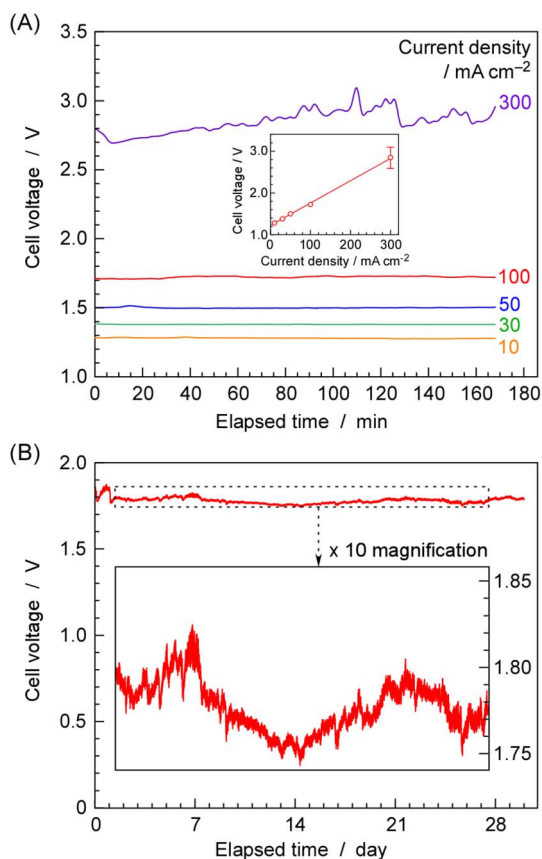 (A)
3.5
3.0
2.5
2.0
1.5
1.0
Cell voltage / V
Current density
/ mA cm⁻²
300
100
50
30
10
Cell voltage / V
3.0
2.0
1.0
0 100 200 300
Current density / mA cm⁻²
0 20 40 60 80 100 120 140 160 180
Elapsed time / min
(B)
2.0
1.5
1.0
0.5
0
Cell voltage / V
x 10 magnification
1.85
1.80
1.75
0 7 14 21 28
Elapsed time / day